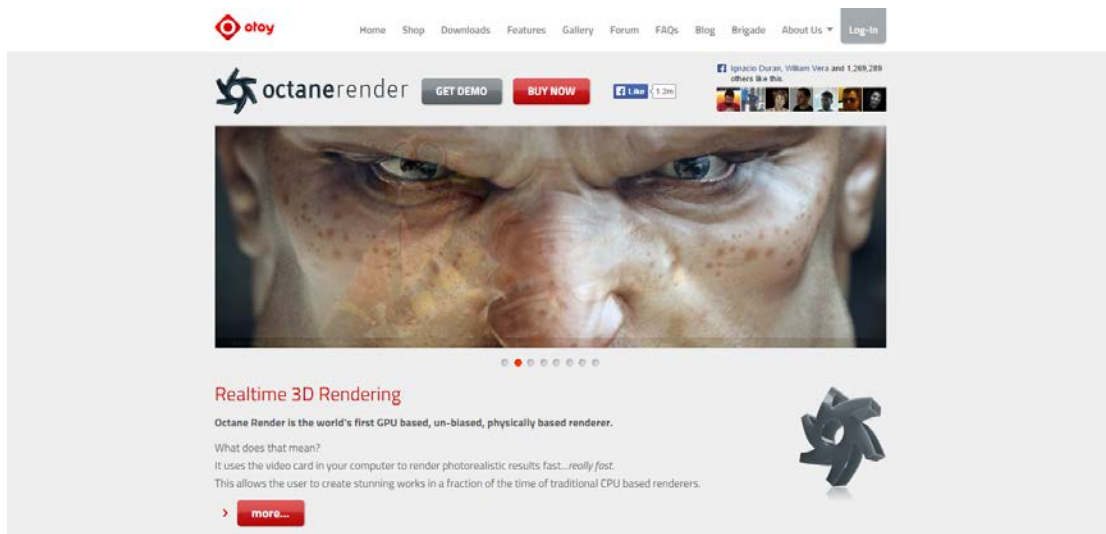 otoy
Home Shop Downloads Features Gallery Forum FAQs Blog Brigade About Us Log-In
octanerender GET DEMO BUY NOW Like 1.2m
Ignacio Duran, William Vera and 1,269,289
others like this.
Realtime 3D Rendering
Octane Render is the world's first GPU based, un-biased, physically based renderer.
What does that mean?
It uses the video card in your computer to render photorealistic results fast...really fast.
This allows the user to create stunning works in a fraction of the time of traditional CPU based renderers.
more...